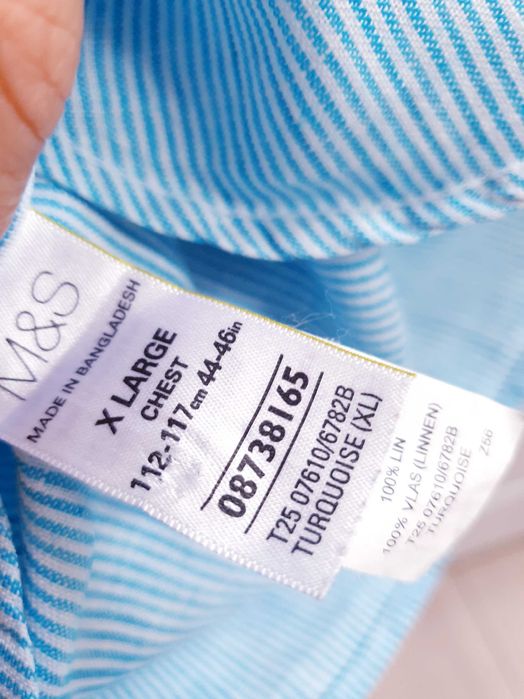 M&S
MADE IN BANGLADESH
X LARGE
CHEST
112-117cm 44-46in
08738165
T25 07610/6782B
TURQUOISE (XL)
100% LIN
100% VLAS (LINNEN)
T25 07610/6782B
TURQUOISE
Z66